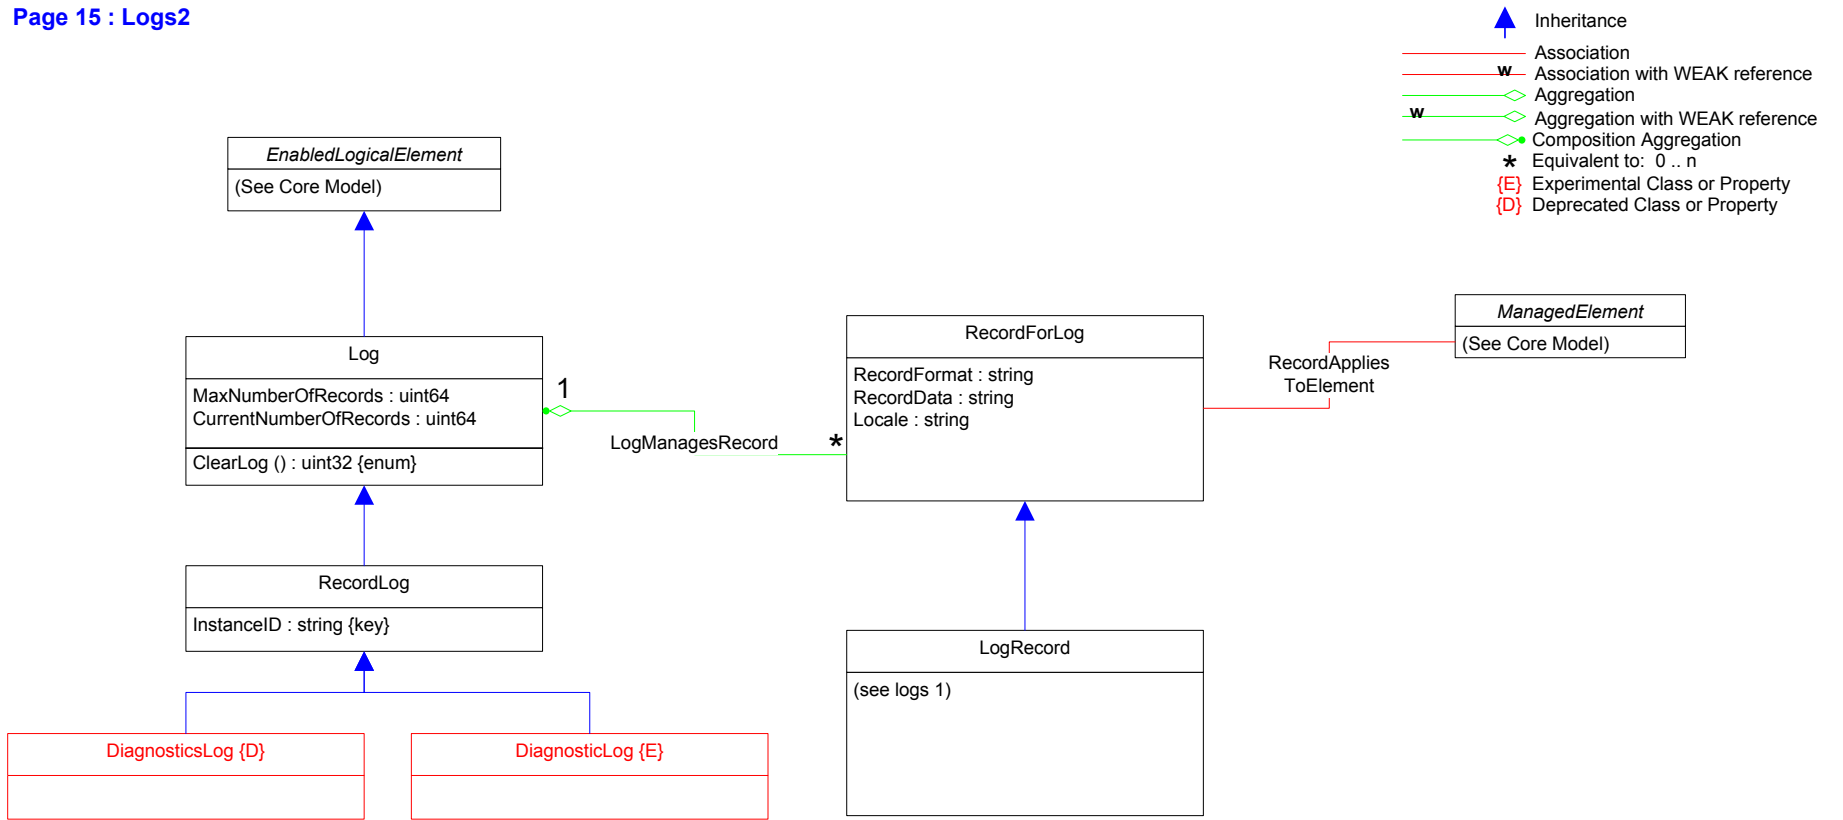 Page 15 : Logs2
Inheritance
Association
w Association with WEAK reference
Aggregation
w Aggregation with WEAK reference
Composition Aggregation
* Equivalent to: 0 .. n
{E} Experimental Class or Property
{D} Deprecated Class or Property
EnabledLogicalElement
(See Core Model)
Log
MaxNumberOfRecords : uint64
CurrentNumberOfRecords : uint64
ClearLog () : uint32 {enum}
1
LogManagesRecord
*
RecordForLog
RecordFormat : string
RecordData : string
Locale : string
RecordApplies
ToElement
ManagedElement
(See Core Model)
RecordLog
InstanceID : string {key}
LogRecord
(see logs 1)
DiagnosticsLog {D}
DiagnosticLog {E}